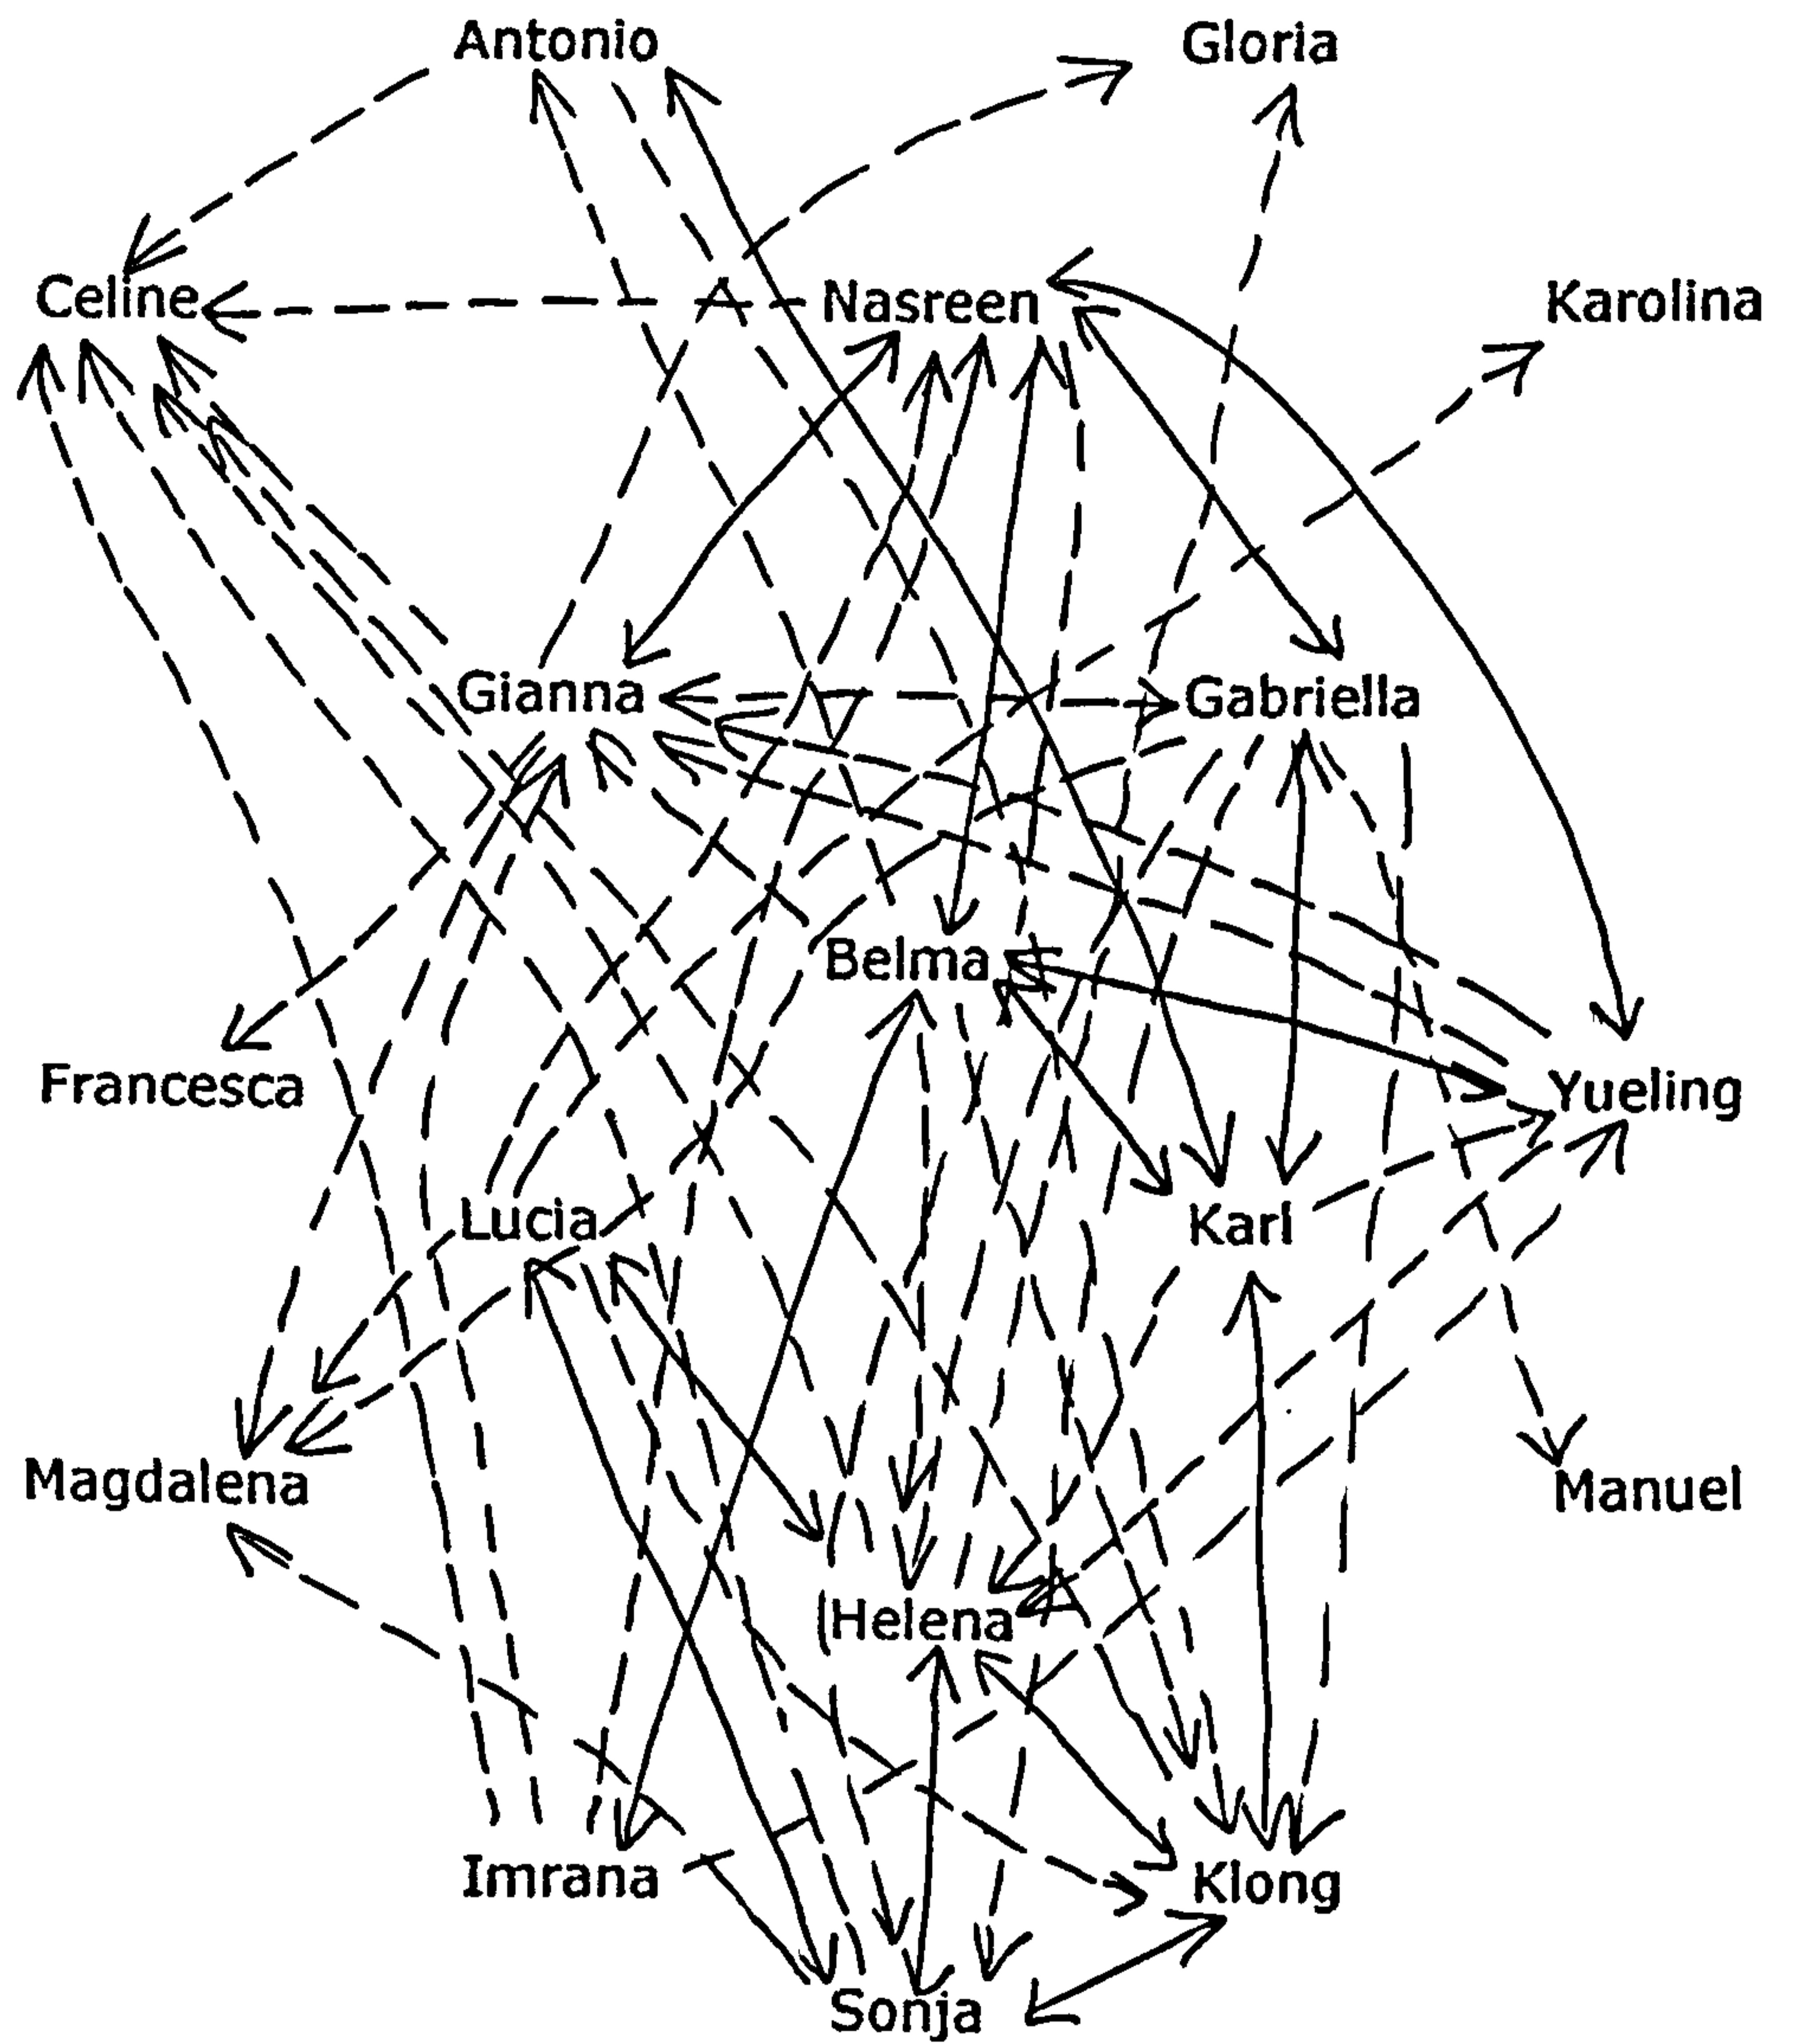 Antonio
Gloria
Celine
Nasreen
Karolina
Gianna
Gabriella
Belma
Francesca
Yueling
Lucia
Karl
Magdalena
Manuel
(Helena
Imrana
Klong
Sonja